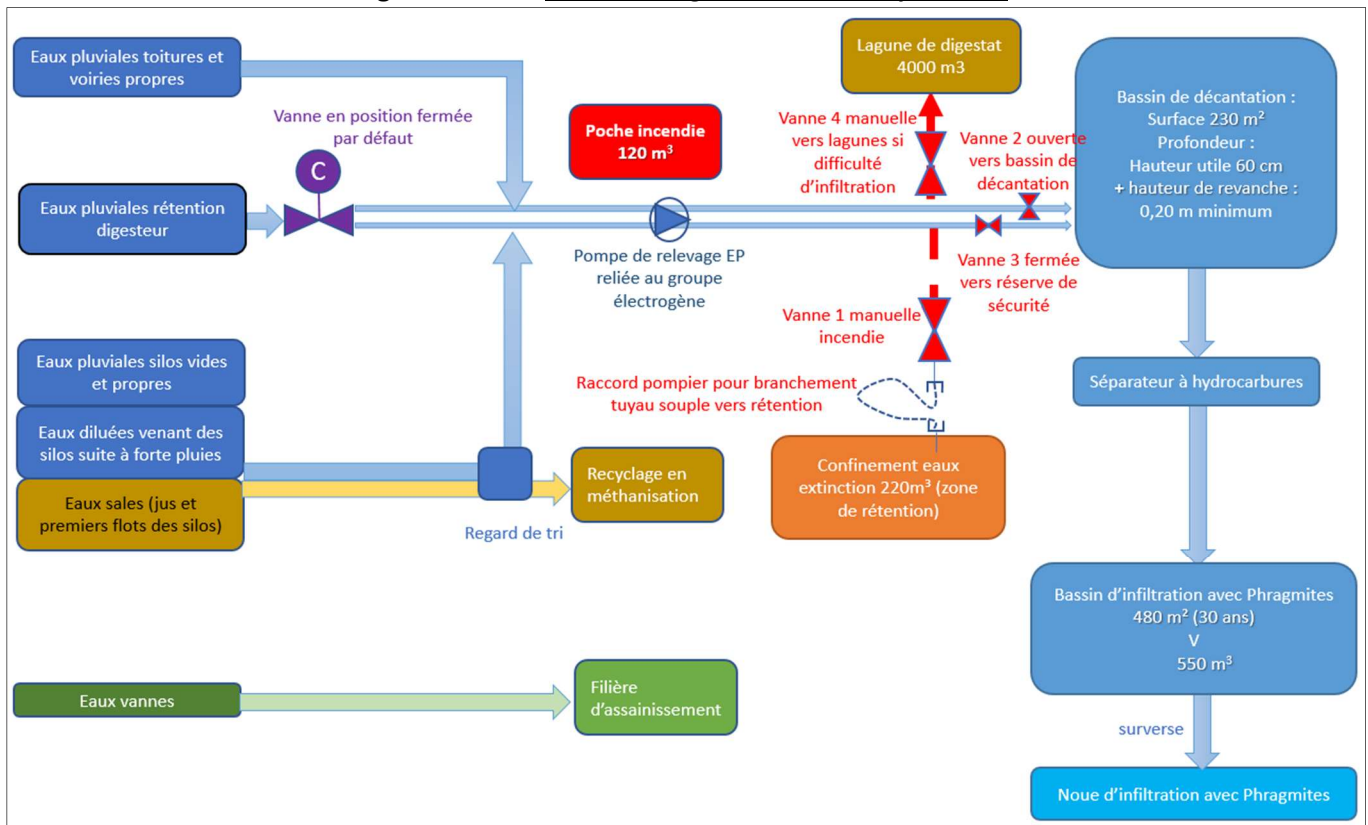 Eaux pluviales toitures et
voiries propres
Vanne en position fermée
par défaut
C
Eaux pluviales rétention
digesteur
Poche incendie
120 m³
Pompe de relevage EP
reliée au groupe
électrogène
Lagune de digestat
4000 m3
Vanne 4 manuelle
vers lagunes si
difficulté
d'infiltration
Vanne 2 ouverte
vers bassin de
décantation
Vanne 3 fermée
vers réserve de
sécurité
Vanne 1 manuelle
incendie
Raccord pompier pour branchement
tuyau souple vers rétention
Confinement eaux
extinction 220m³ (zone
de rétention)
Bassin de décantation :
Surface 230 m²
Profondeur :
Hauteur utile 60 cm
+ hauteur de revanche :
0,20 m minimum
Séparateur à hydrocarbures
Bassin d'infiltration avec Phragmites
480 m² (30 ans)
V
550 m³
surverse
Noue d'infiltration avec Phragmites
Eaux pluviales silos vides
et propres
Eaux diluées venant des
silos suite à forte pluies
Eaux sales (jus et
premiers flots des silos)
Regard de tri
Recyclage en
méthanisation
Eaux vannes
Filière
d'assainissement